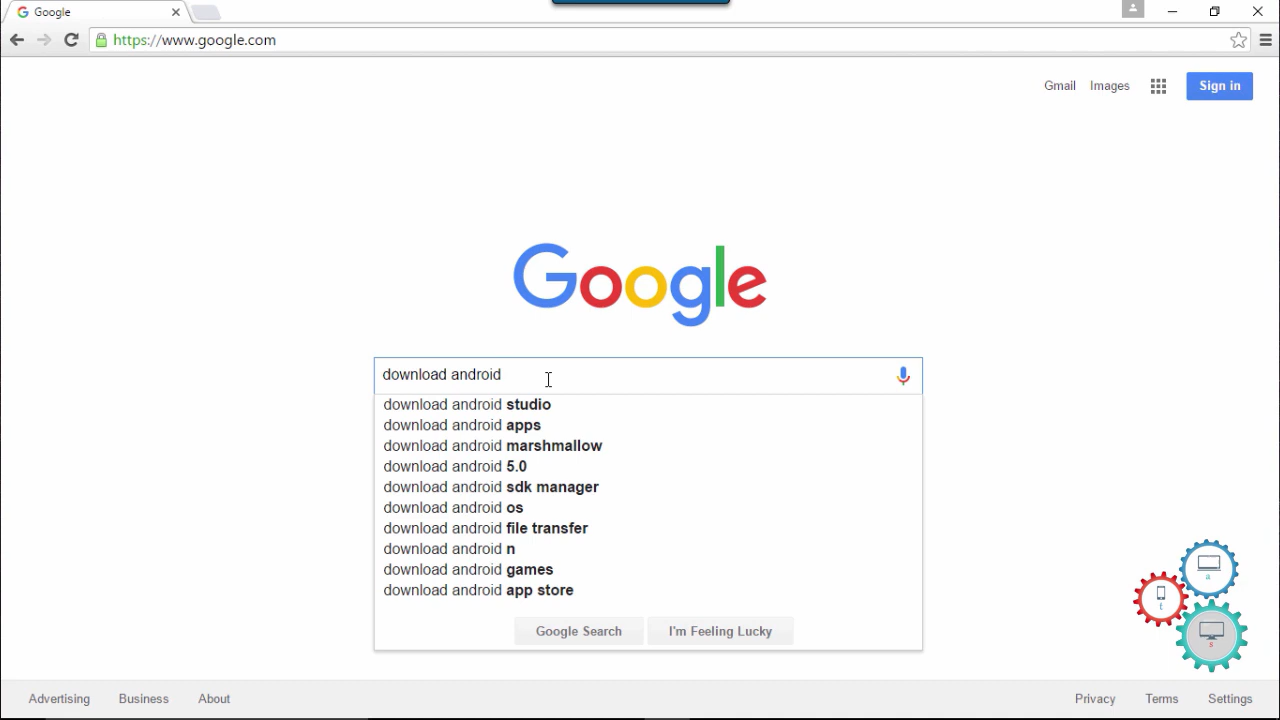 Google
https://www.google.com
Gmail Images Sign in
Google
download android
download android studio
download android apps
download android marshmallow
download android 5.0
download android sdk manager
download android os
download android file transfer
download android n
download android games
download android app store
Google Search I'm Feeling Lucky
a
t
s
Advertising Business About Privacy Terms Settings